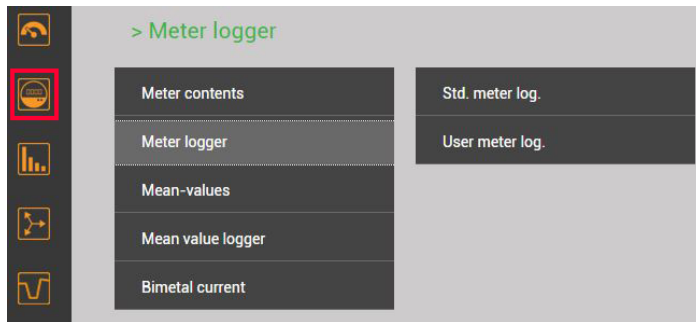 > Meter logger
Meter contents
Meter logger
Mean-values
Mean value logger
Bimetal current
Std. meter log.
User meter log.